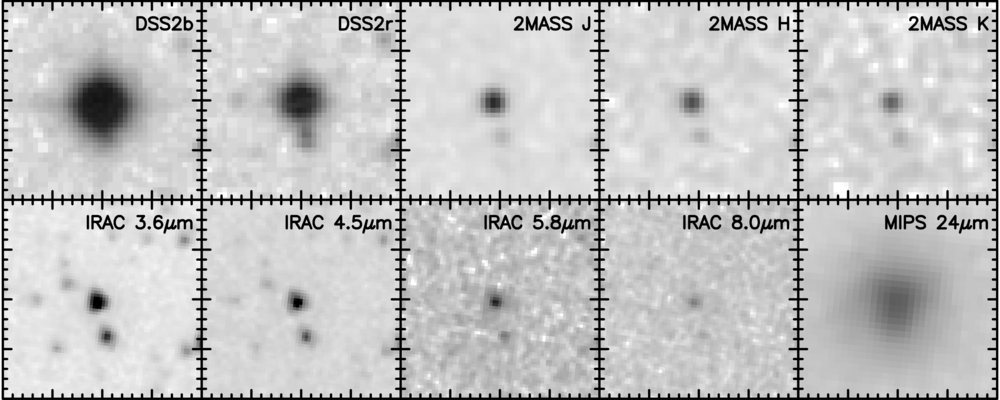 DSS2b
DSS2r
2MASS J
2MASS H
2MASS K
IRAC 3.6μm
IRAC 4.5μm
IRAC 5.8μm
IRAC 8.0μm
MIPS 24μm